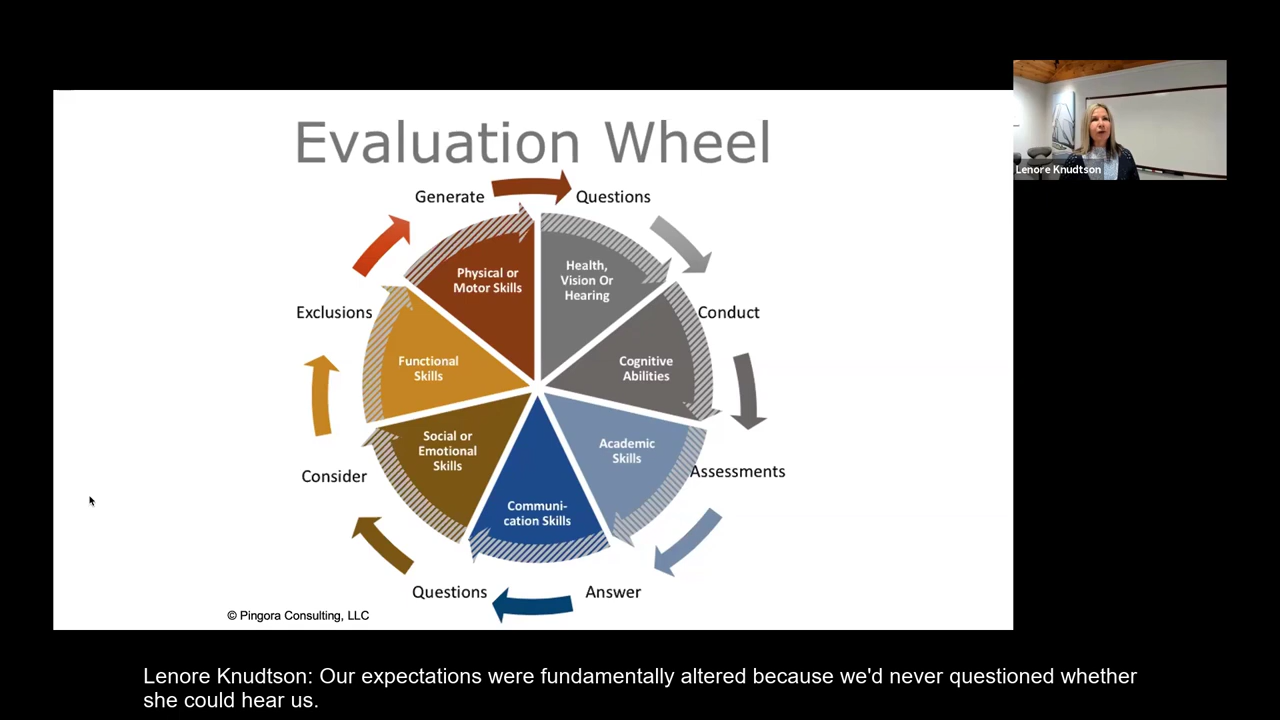 Evaluation Wheel
Generate
Questions
Conduct
Assessments
Answer
Questions
Consider
Exclusions
Physical or
Motor Skills
Health,
Vision Or
Hearing
Cognitive
Abilities
Academic
Skills
Communi-
cation Skills
Social or
Emotional
Skills
Functional
Skills
© Pingora Consulting, LLC
Lenore Knudtson
Lenore Knudtson: Our expectations were fundamentally altered because we'd never questioned whether
she could hear us.